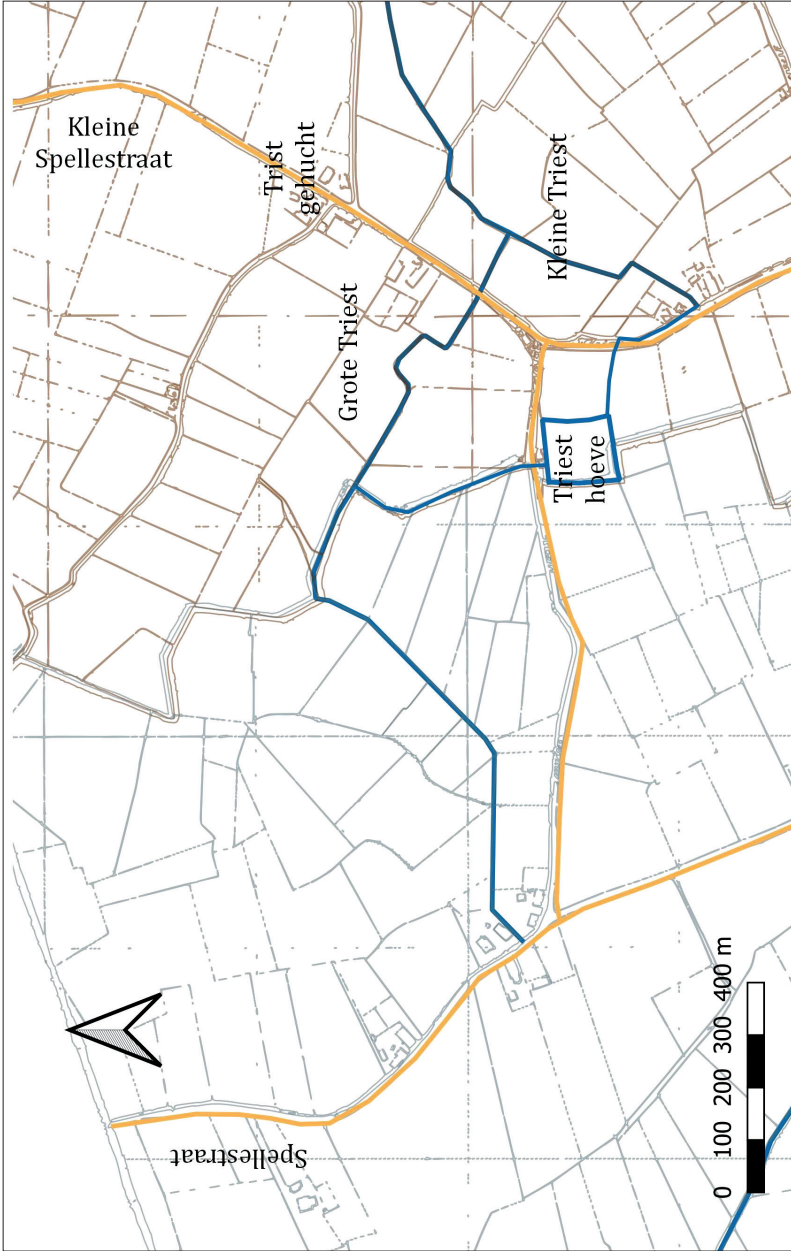 Kleine
Spellestraat
Trist
gehucht
Kleine Triest
Grote Triest
Triest
hoeve
Spellestraat
0 100 200 300 400 m